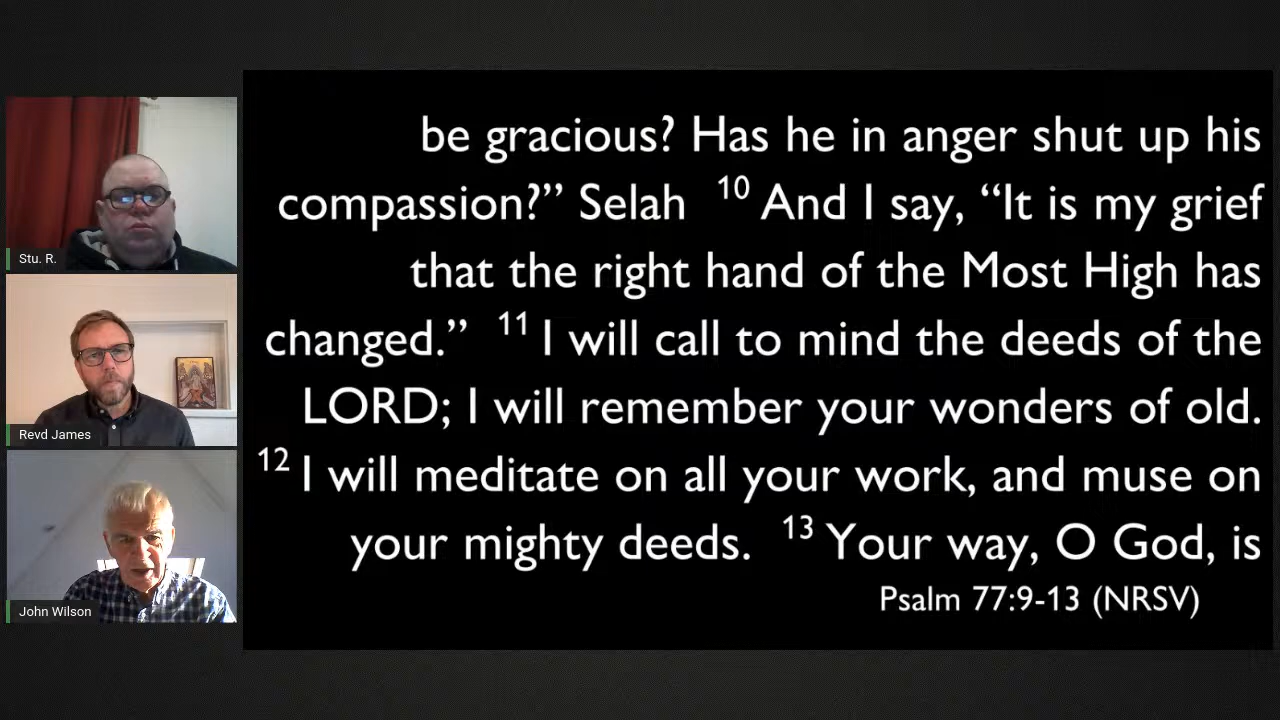 Stu. R.
Revd James
John Wilson
be gracious? Has he in anger shut up his
compassion?” Selah 10 And I say, “It is my grief
that the right hand of the Most High has
changed.” 11 I will call to mind the deeds of the
LORD; I will remember your wonders of old.
12 I will meditate on all your work, and muse on
your mighty deeds. 13 Your way, O God, is
Psalm 77:9-13 (NRSV)